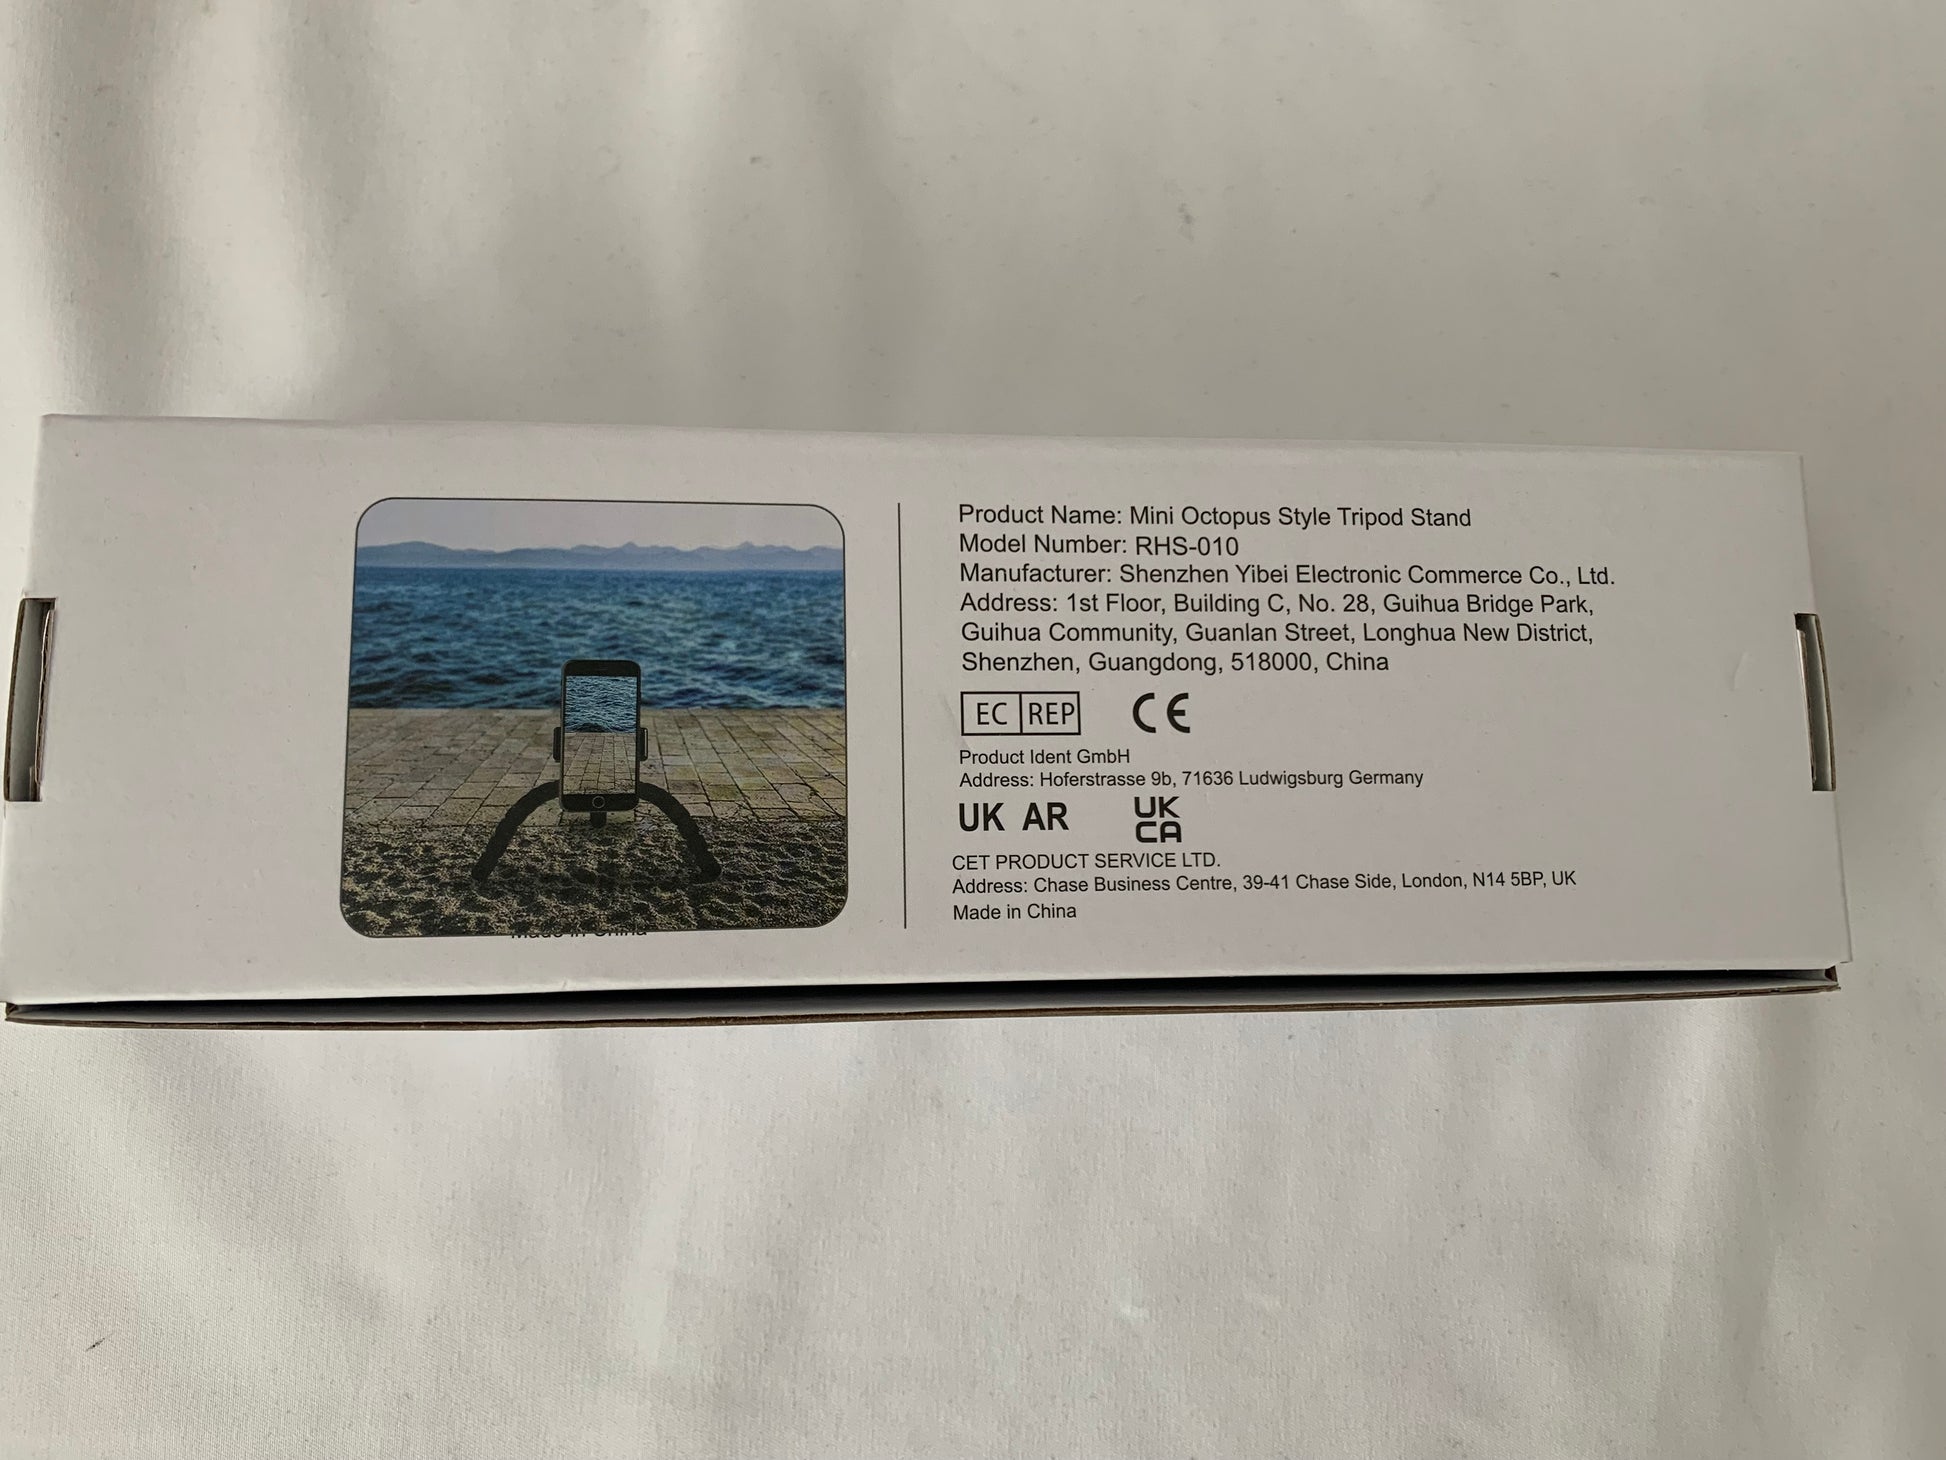 Product Name: Mini Octopus Style Tripod Stand
Model Number: RHS-010
Manufacturer: Shenzhen Yibei Electronic Commerce Co., Ltd.
Address: 1st Floor, Building C, No. 28, Guihua Bridge Park,
Guihua Community, Guanlan Street, Longhua New District,
Shenzhen, Guangdong, 518000, China
EC REP CE
Product Ident GmbH
Address: Hoferstrasse 9b, 71636 Ludwigsburg Germany
UK AR UK
CA
CET PRODUCT SERVICE LTD.
Address: Chase Business Centre, 39-41 Chase Side, London, N14 5BP, UK
Made in China
Made in China